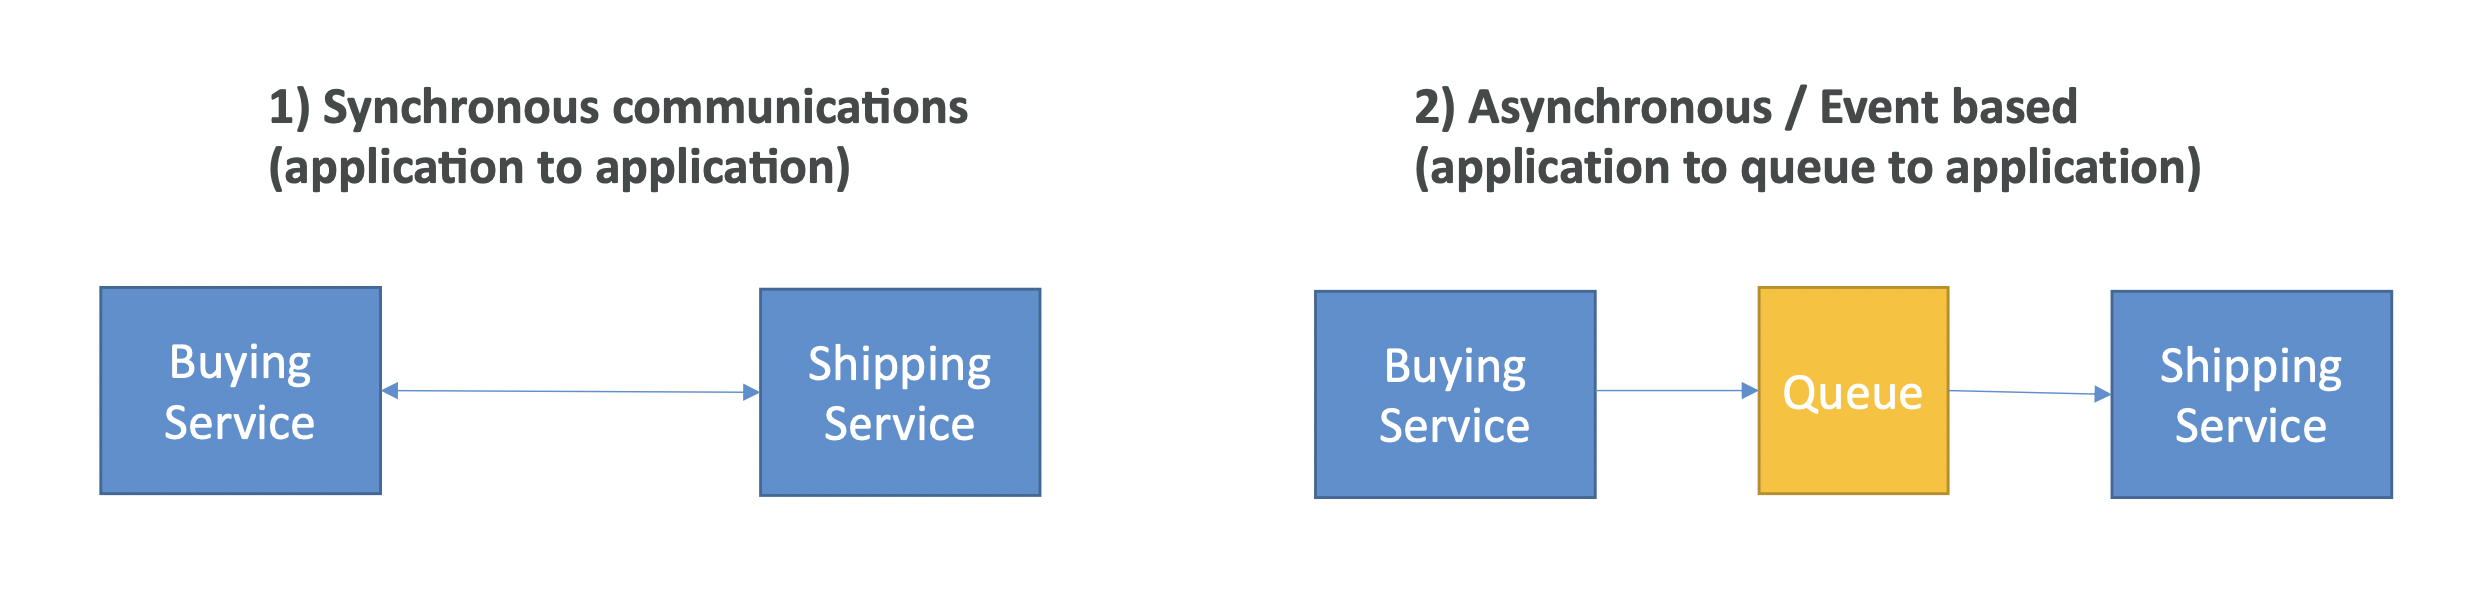 1) Synchronous communications
(application to application)
Buying
Service
Shipping
Service
2) Asynchronous / Event based
(application to queue to application)
Buying
Service
Queue
Shipping
Service